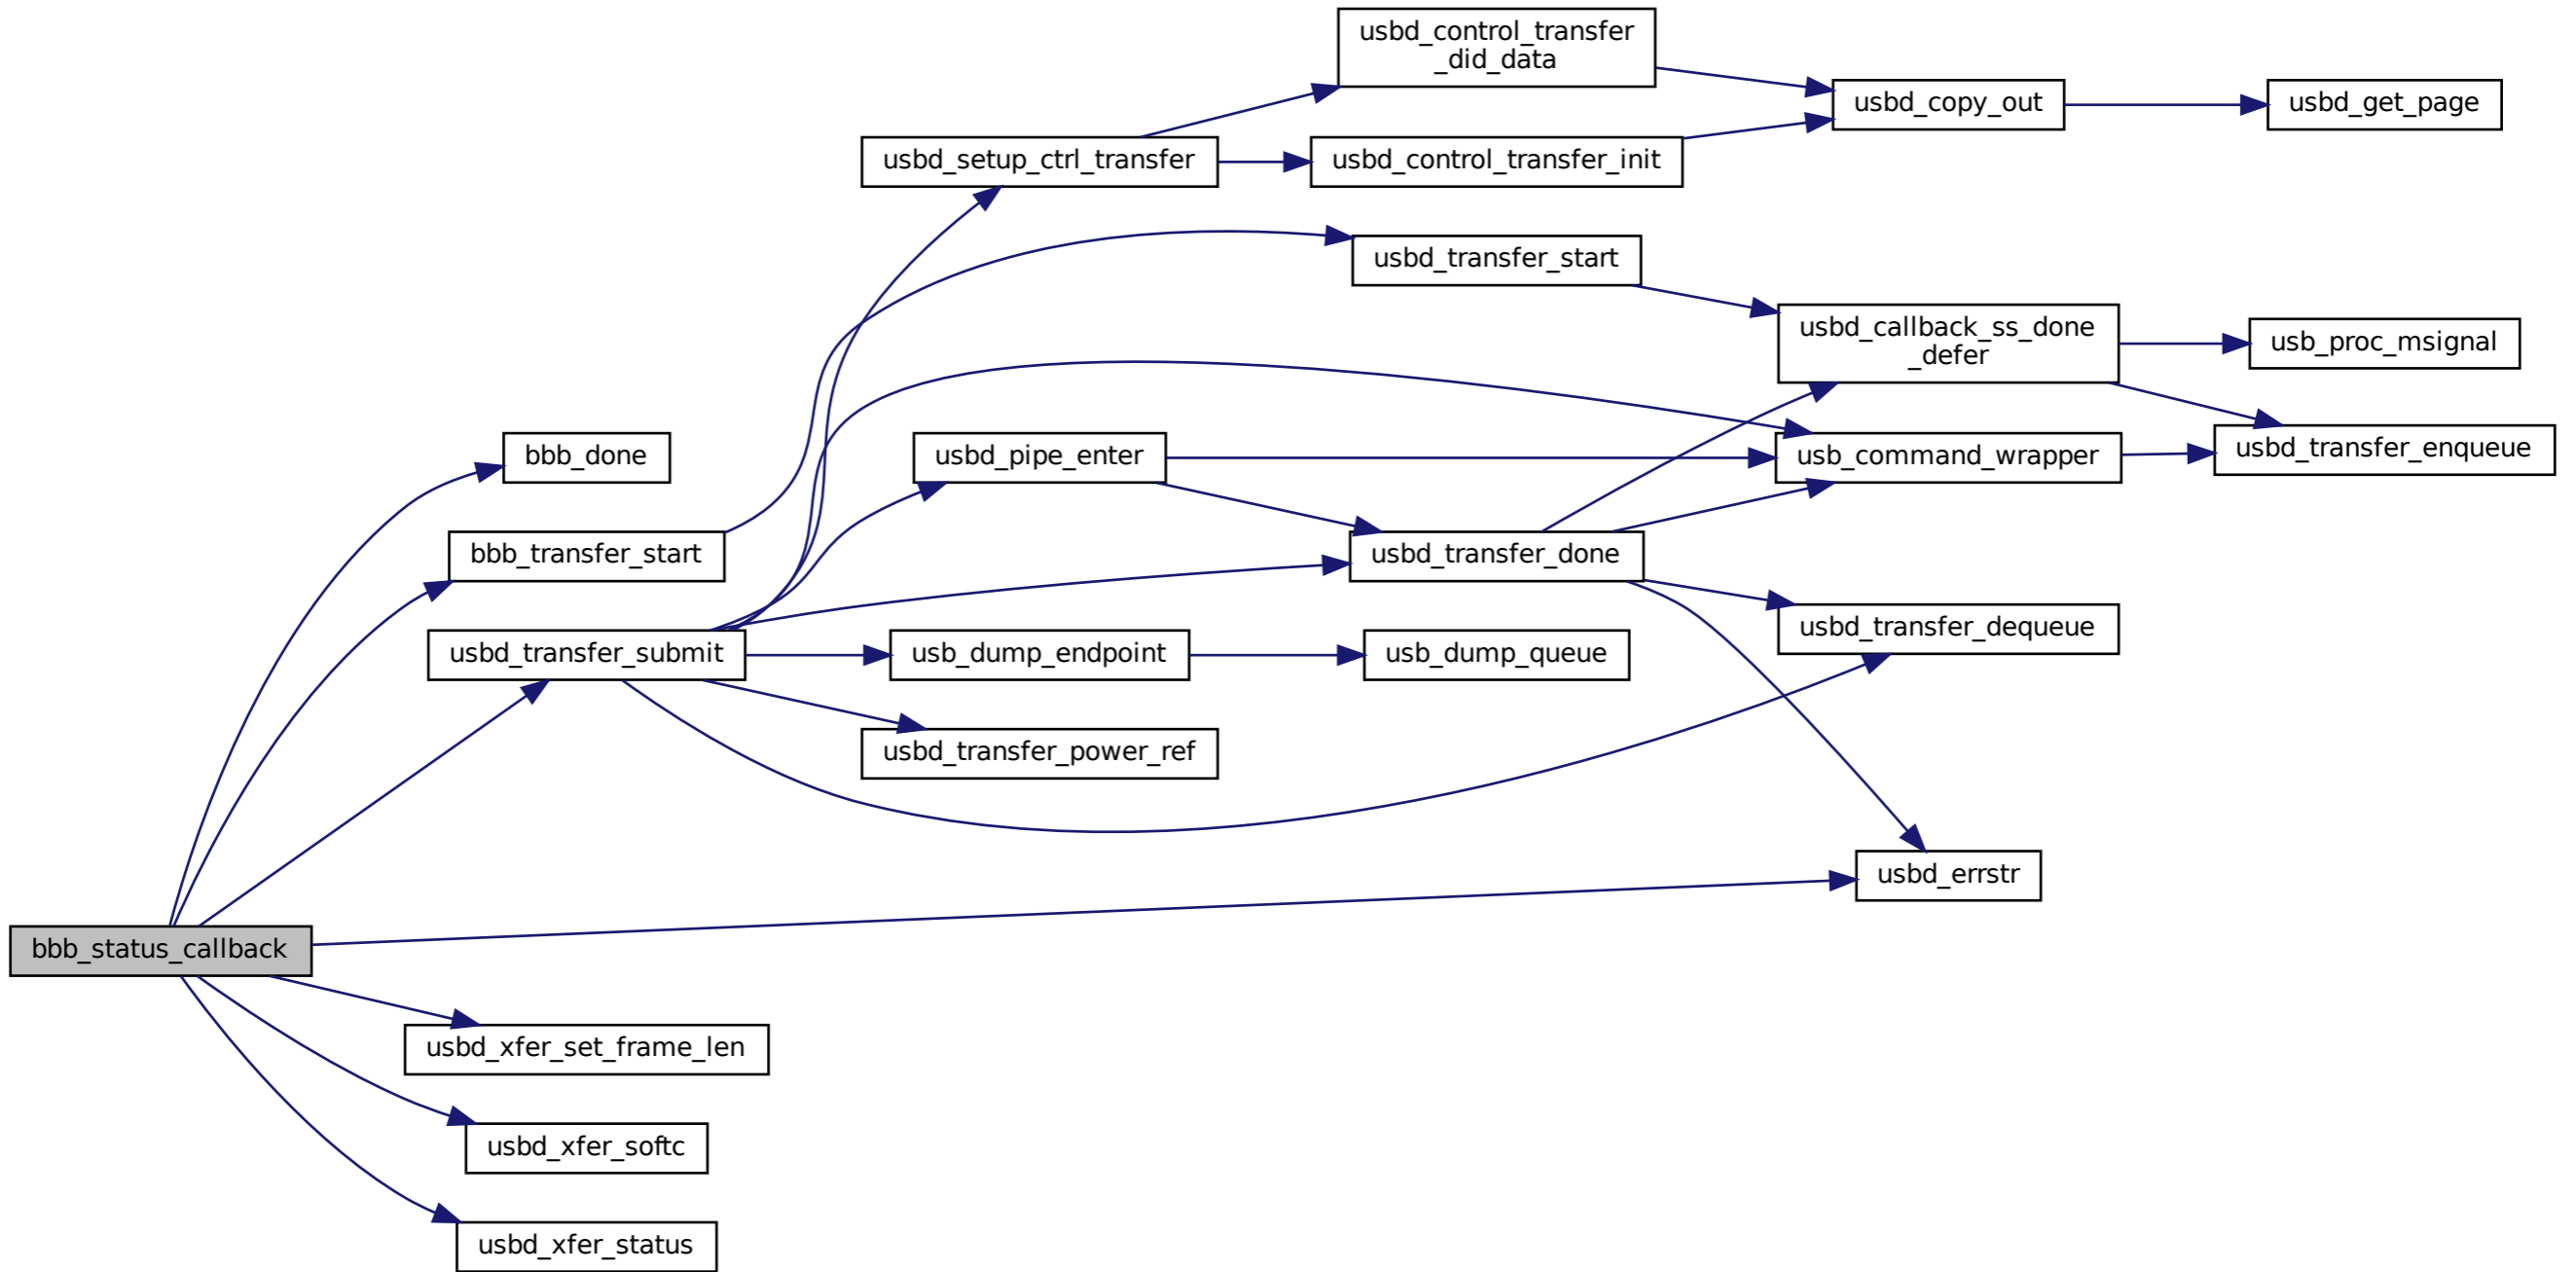 usbd_control_transfer
_did_data
usbd_copy_out
usbd_get_page
usbd_setup_ctrl_transfer
usbd_control_transfer_init
usbd_transfer_start
usbd_callback_ss_done
_defer
usb_proc_msignal
bbb_done
usbd_pipe_enter
usb_command_wrapper
usbd_transfer_enqueue
bbb_transfer_start
usbd_transfer_done
usbd_transfer_submit
usb_dump_endpoint
usb_dump_queue
usbd_transfer_dequeue
usbd_transfer_power_ref
usbd_errstr
bbb_status_callback
usbd_xfer_set_frame_len
usbd_xfer_softc
usbd_xfer_status